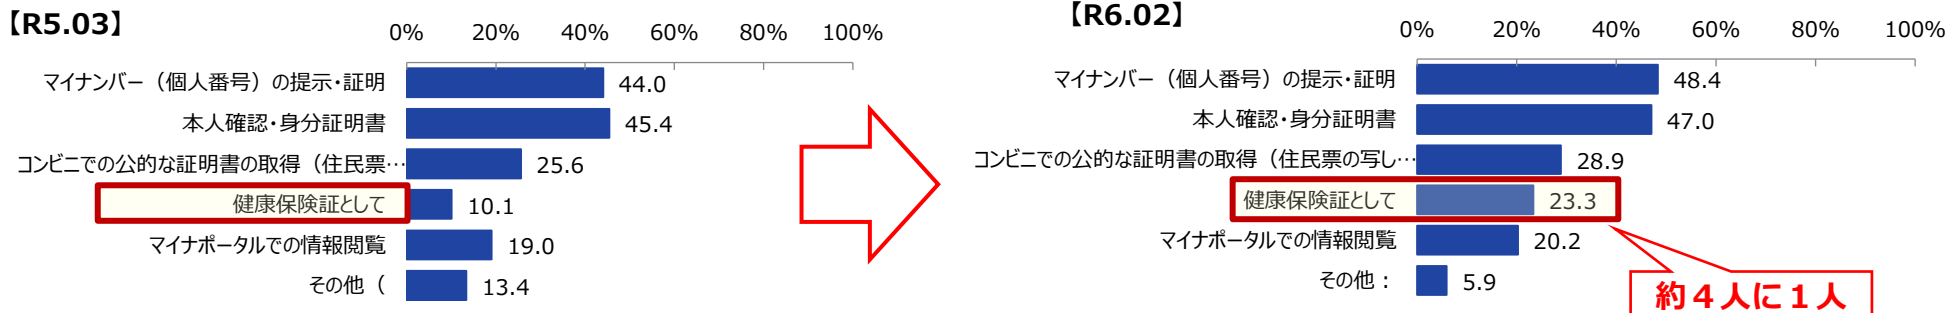 【R5.03】
0% 20% 40% 60% 80% 100%
マイナンバー（個人番号）の提示・証明 44.0
本人確認・身分証明書 45.4
コンビニでの公的な証明書の取得（住民票… 25.6
健康保険証として 10.1
マイナポータルでの情報閲覧 19.0
その他（ 13.4
【R6.02】
0% 20% 40% 60% 80% 100%
マイナンバー（個人番号）の提示・証明 48.4
本人確認・身分証明書 47.0
コンビニでの公的な証明書の取得（住民票の写し… 28.9
健康保険証として 23.3
マイナポータルでの情報閲覧 20.2
その他： 5.9
約４人に１人